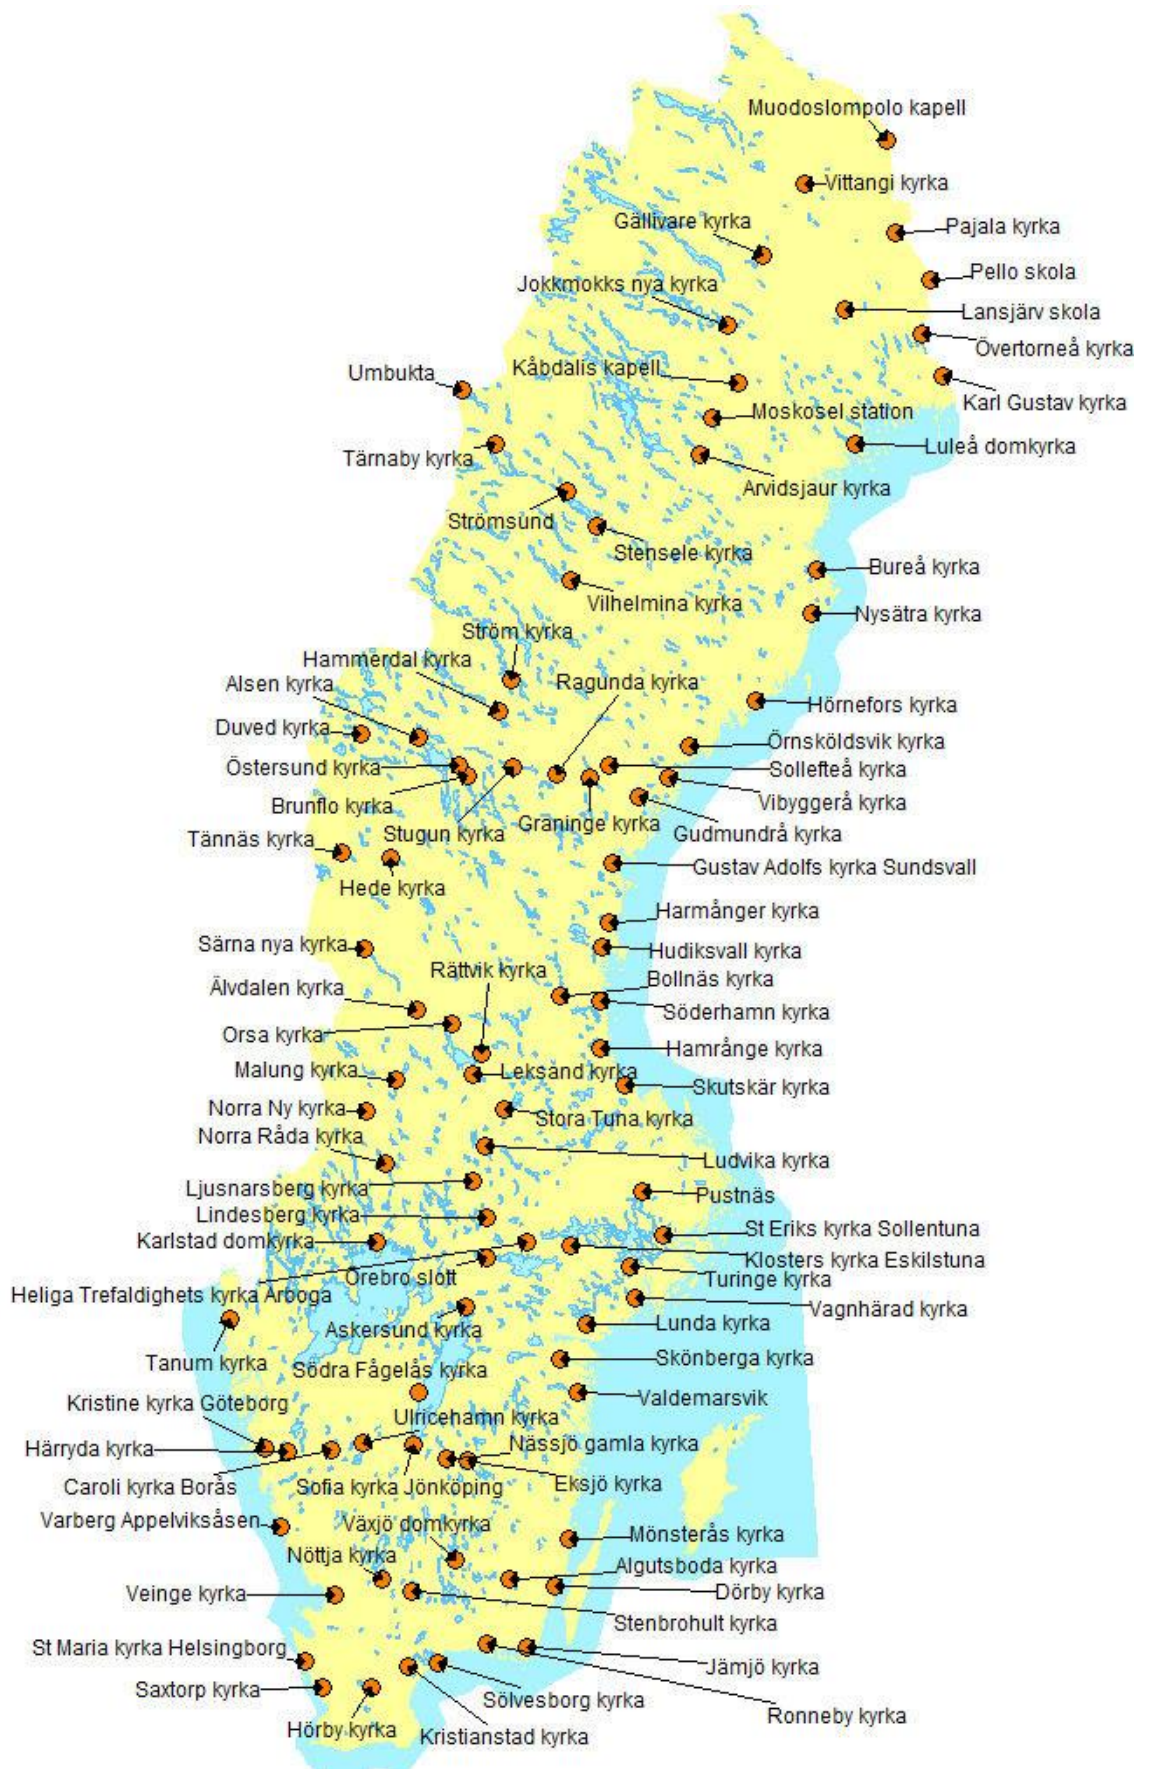 Muodoslompolo kapell
Vittangi kyrka
Gällivare kyrka
Pajala kyrka
Pello skola
Jokkmokks nya kyrka
Lansjärv skola
Övertorneå kyrka
Kåbdalis kapell
Umbukta
Karl Gustav kyrka
Moskosel station
Luleå domkyrka
Tärnaby kyrka
Arvidsjaur kyrka
Strömsund
Stensele kyrka
Bureå kyrka
Vilhelmina kyrka
Nysätra kyrka
Ström kyrka
Hammerdal kyrka
Ragunda kyrka
Alsen kyrka
Hörnefors kyrka
Duved kyrka
Örnsköldsvik kyrka
Östersund kyrka
Sollefteå kyrka
Brunflo kyrka
Vibyggerå kyrka
Graninge kyrka
Stugun kyrka
Gudmundrå kyrka
Tännäs kyrka
Gustav Adolfs kyrka Sundsvall
Hede kyrka
Harmånger kyrka
Särna nya kyrka
Hudiksvall kyrka
Rättvik kyrka
Bollnäs kyrka
Älvdalen kyrka
Söderhamn kyrka
Orsa kyrka
Hamrånge kyrka
Malung kyrka
Leksand kyrka
Skutskär kyrka
Norra Ny kyrka
Stora Tuna kyrka
Norra Råda kyrka
Ludvika kyrka
Ljusnarsberg kyrka
Pustnäs
Lindesberg kyrka
St Eriks kyrka Sollentuna
Karlstad domkyrka
Klosters kyrka Eskilstuna
Örebro slott
Turinge kyrka
Heliga Trefaldighets kyrka Arboga
Vagnhärad kyrka
Askersund kyrka
Lunda kyrka
Tanum kyrka
Skönberga kyrka
Södra Fågelås kyrka
Valdemarsvik
Kristine kyrka Göteborg
Ulricehamn kyrka
Härryda kyrka
Nässjö gamla kyrka
Caroli kyrka Borås
Sofia kyrka Jönköping
Eksjö kyrka
Varberg Appelviksåsen
Växjö domkyrka
Mönsterås kyrka
Nöttja kyrka
Algutsboda kyrka
Veinge kyrka
Dörby kyrka
Stenbrohult kyrka
St Maria kyrka Helsingborg
Jämjö kyrka
Saxtorp kyrka
Sölvesborg kyrka
Ronneby kyrka
Hörby kyrka
Kristianstad kyrka